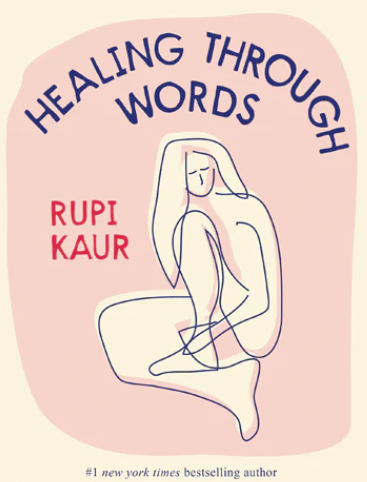 HEALING THROUGH
WORDS
RUPI
KAUR
#1 new york times bestselling author